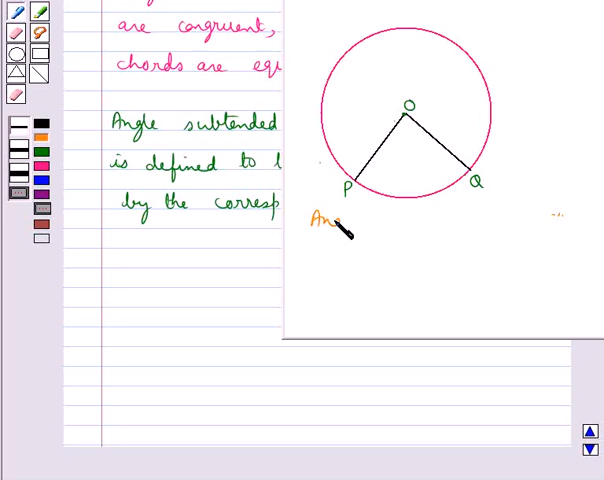 are congruent,
chords are equ
Angle subtended
is defined to
by the corresp
O
P
Q
An